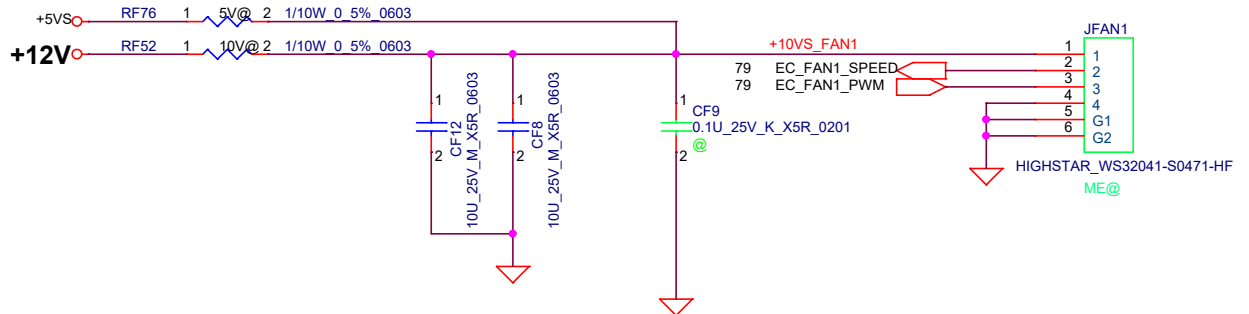 +5VS RF76 1 5V@ 2 1/10W_0_5%_0603
+12V RF52 1 10V@ 2 1/10W_0_5%_0603
+10VS_FAN1
JFAN1
1 1
79 EC_FAN1_SPEED 2 2
79 EC_FAN1_PWM 3 3
4 4
5 G1
6 G2
HIGHSTAR_WS32041-S0471-HF
ME@
1
2
CF12
10U_25V_M_X5R_0603
1
2
CF8
10U_25V_M_X5R_0603
1
2
CF9
0.1U_25V_K_X5R_0201
@